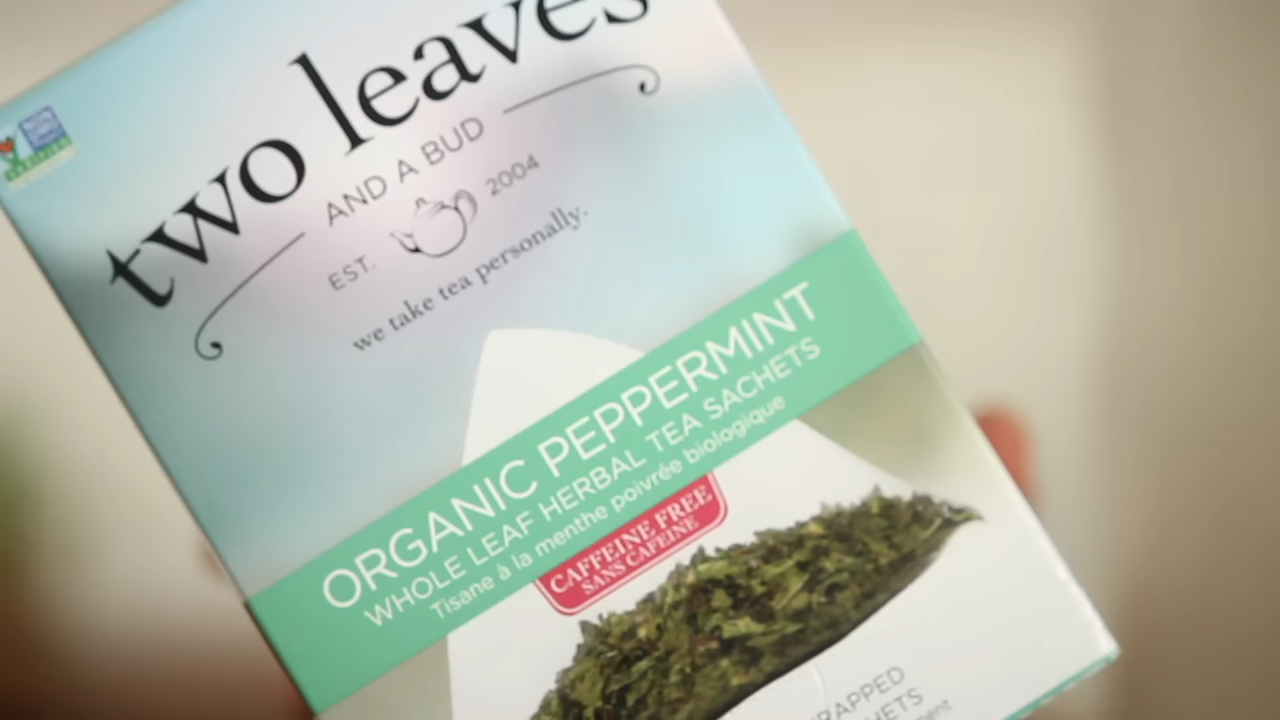 two leaves
AND A BUD
EST. 2004
we take tea personally.
ORGANIC PEPPERMINT
WHOLE LEAF HERBAL TEA SACHETS
Tisane à la menthe poivrée biologique
CAFFEINE FREE
SANS CAFEINE